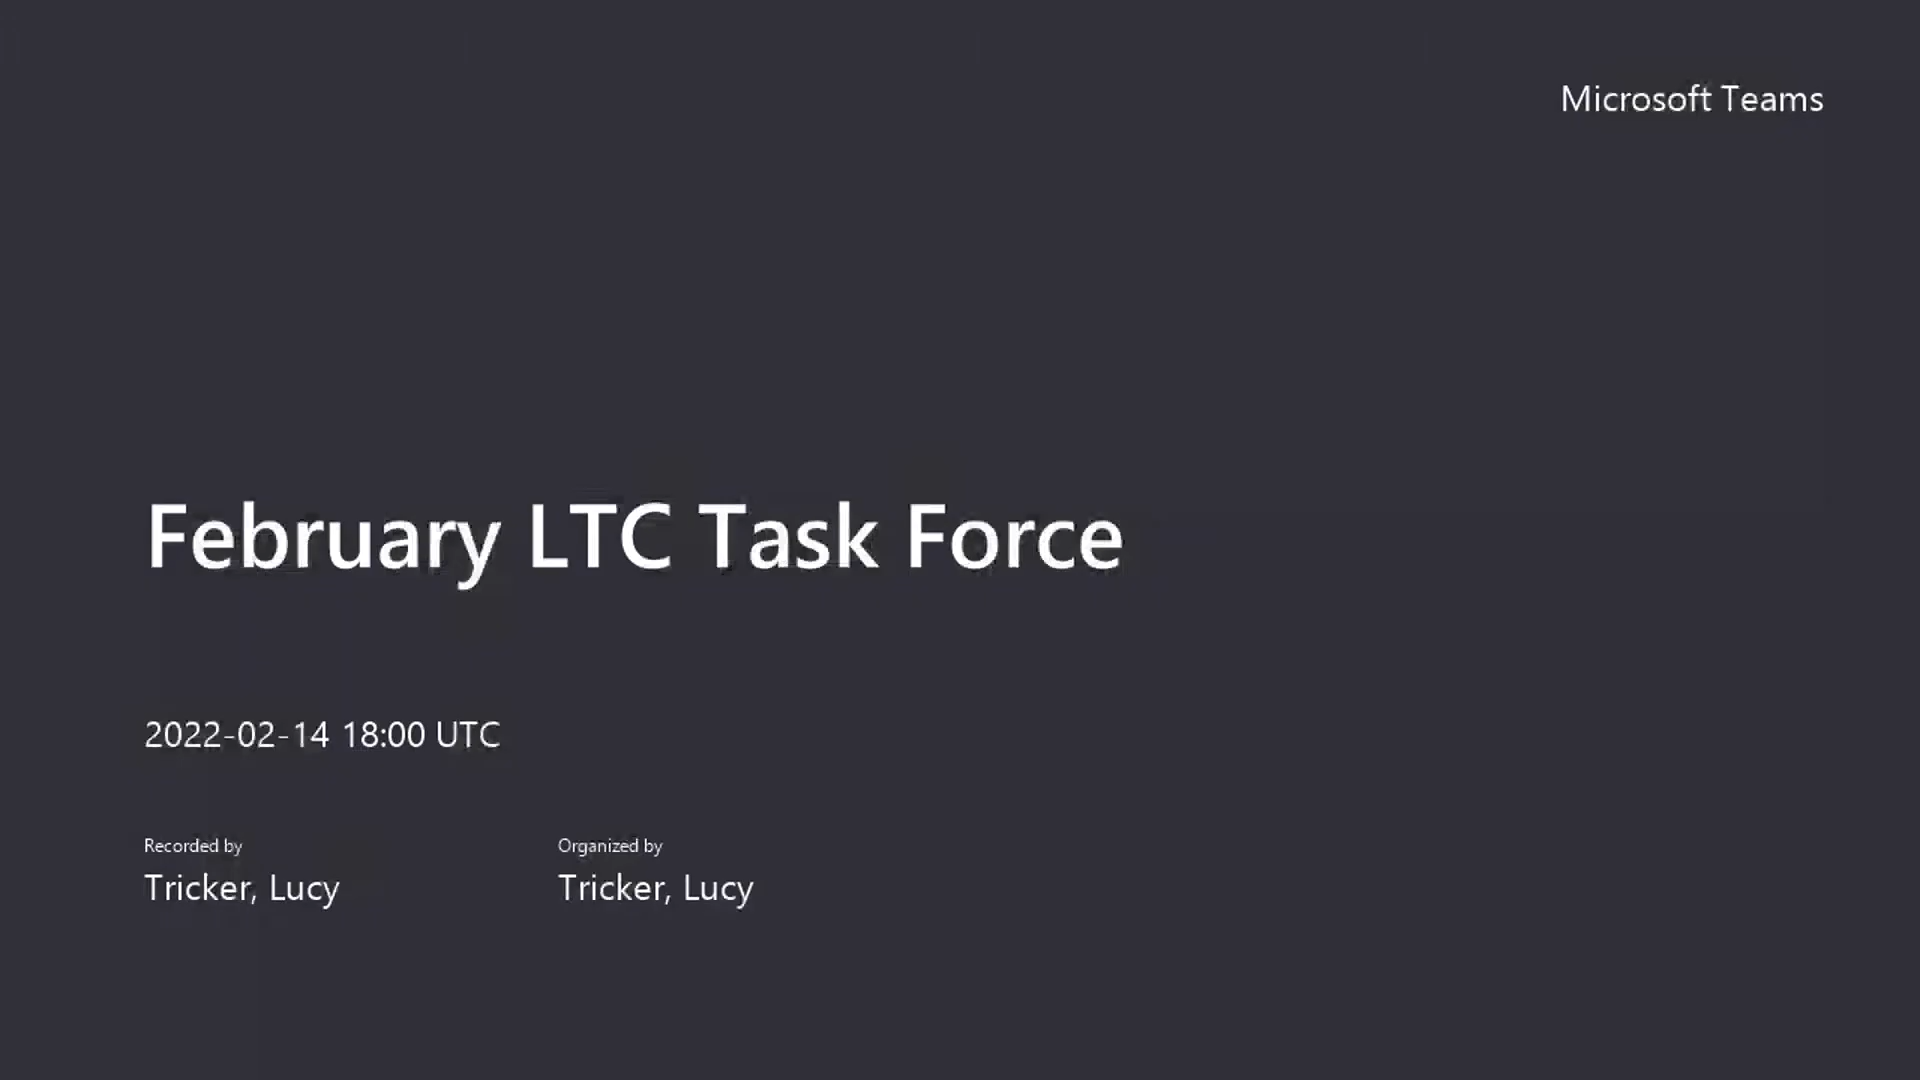 Microsoft Teams
February LTC Task Force
2022-02-14 18:00 UTC
Recorded by
Tricker, Lucy
Organized by
Tricker, Lucy